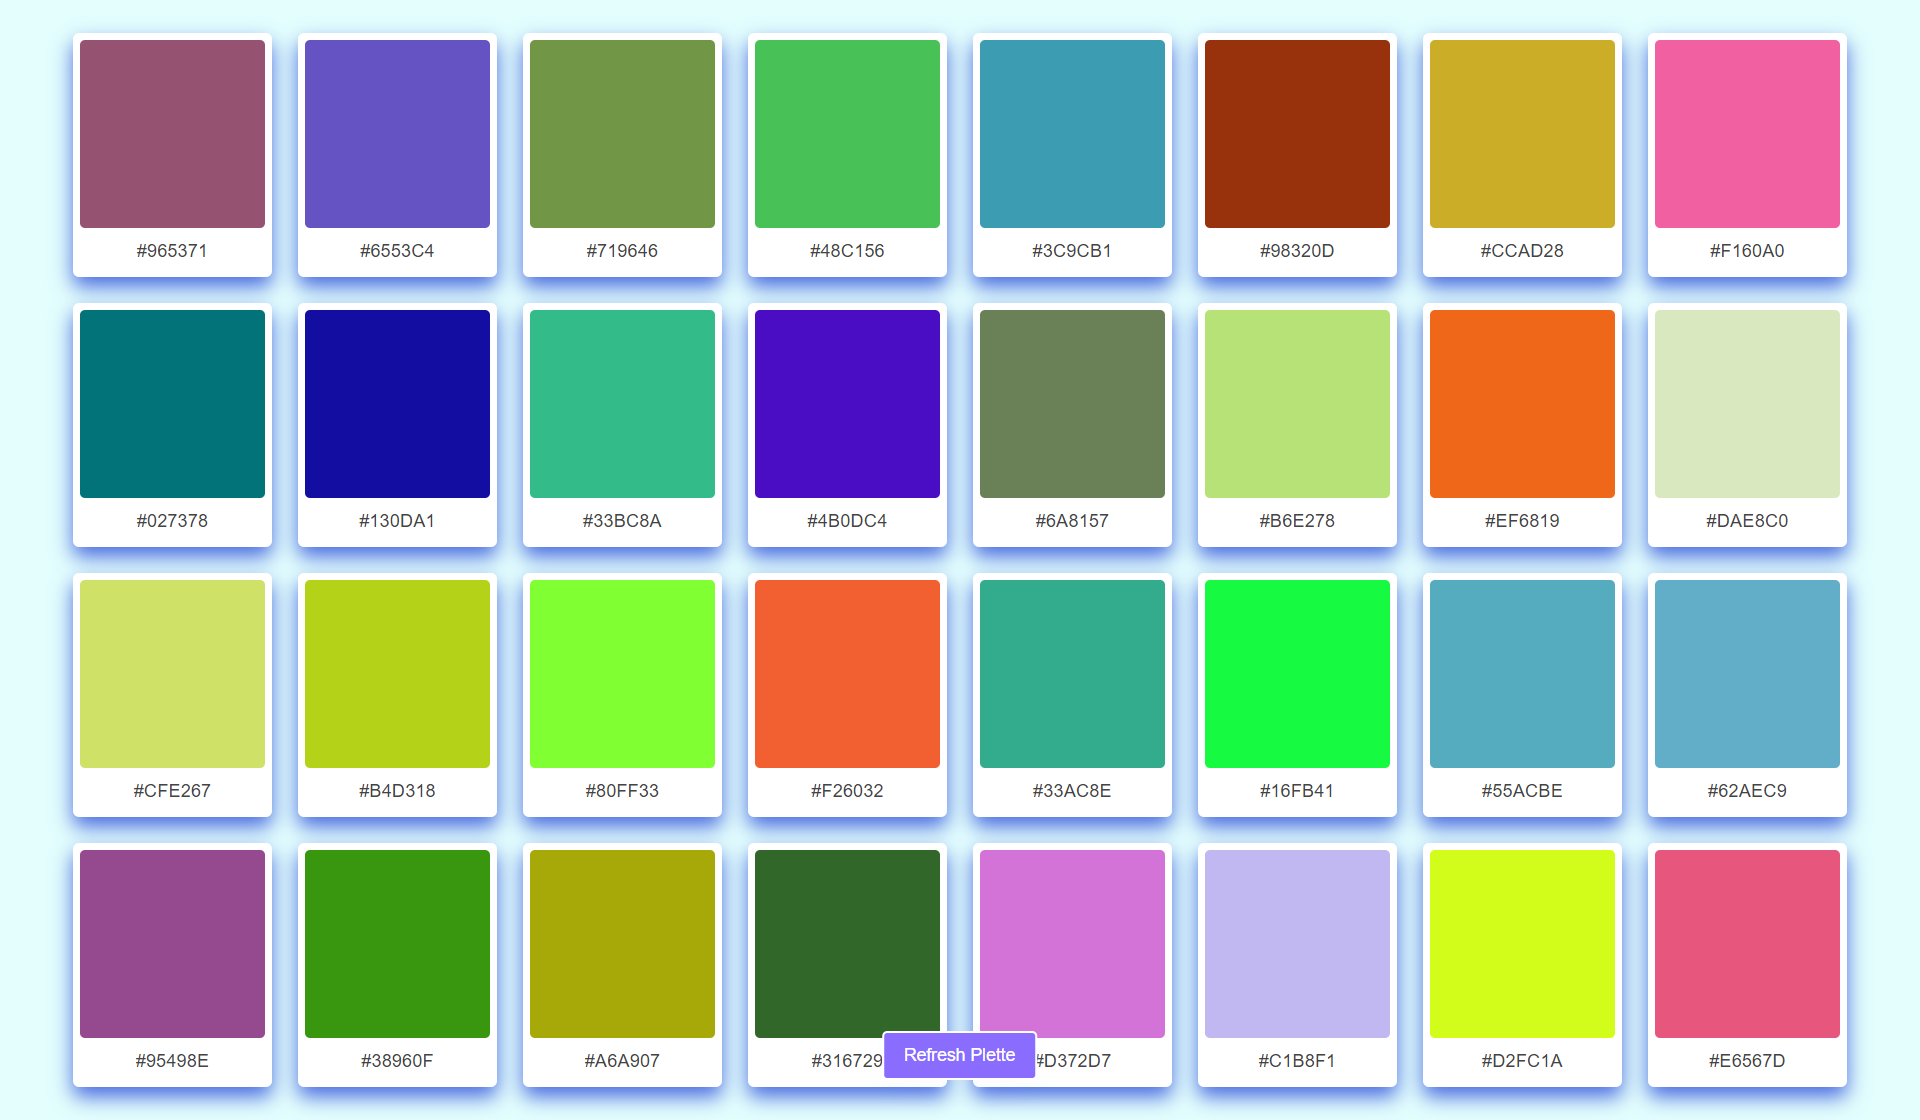 #965371 #6553C4 #719646 #48C156 #3C9CB1 #98320D #CCAD28 #F160A0
#027378 #130DA1 #33BC8A #4B0DC4 #6A8157 #B6E278 #EF6819 #DAE8C0
#CFE267 #B4D318 #80FF33 #F26032 #33AC8E #16FB41 #55ACBE #62AEC9
#95498E #38960F #A6A907 #316729 #D372D7 #C1B8F1 #D2FC1A #E6567D
Refresh Plette